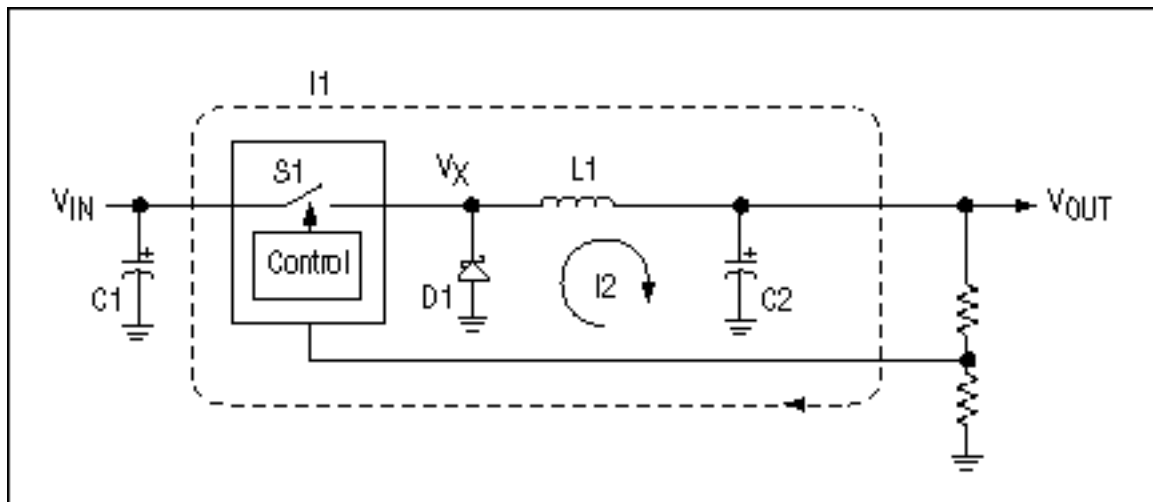 I1
S1
VX
L1
VIN
VOUT
+
Control
+
C1
D1
I2
C2